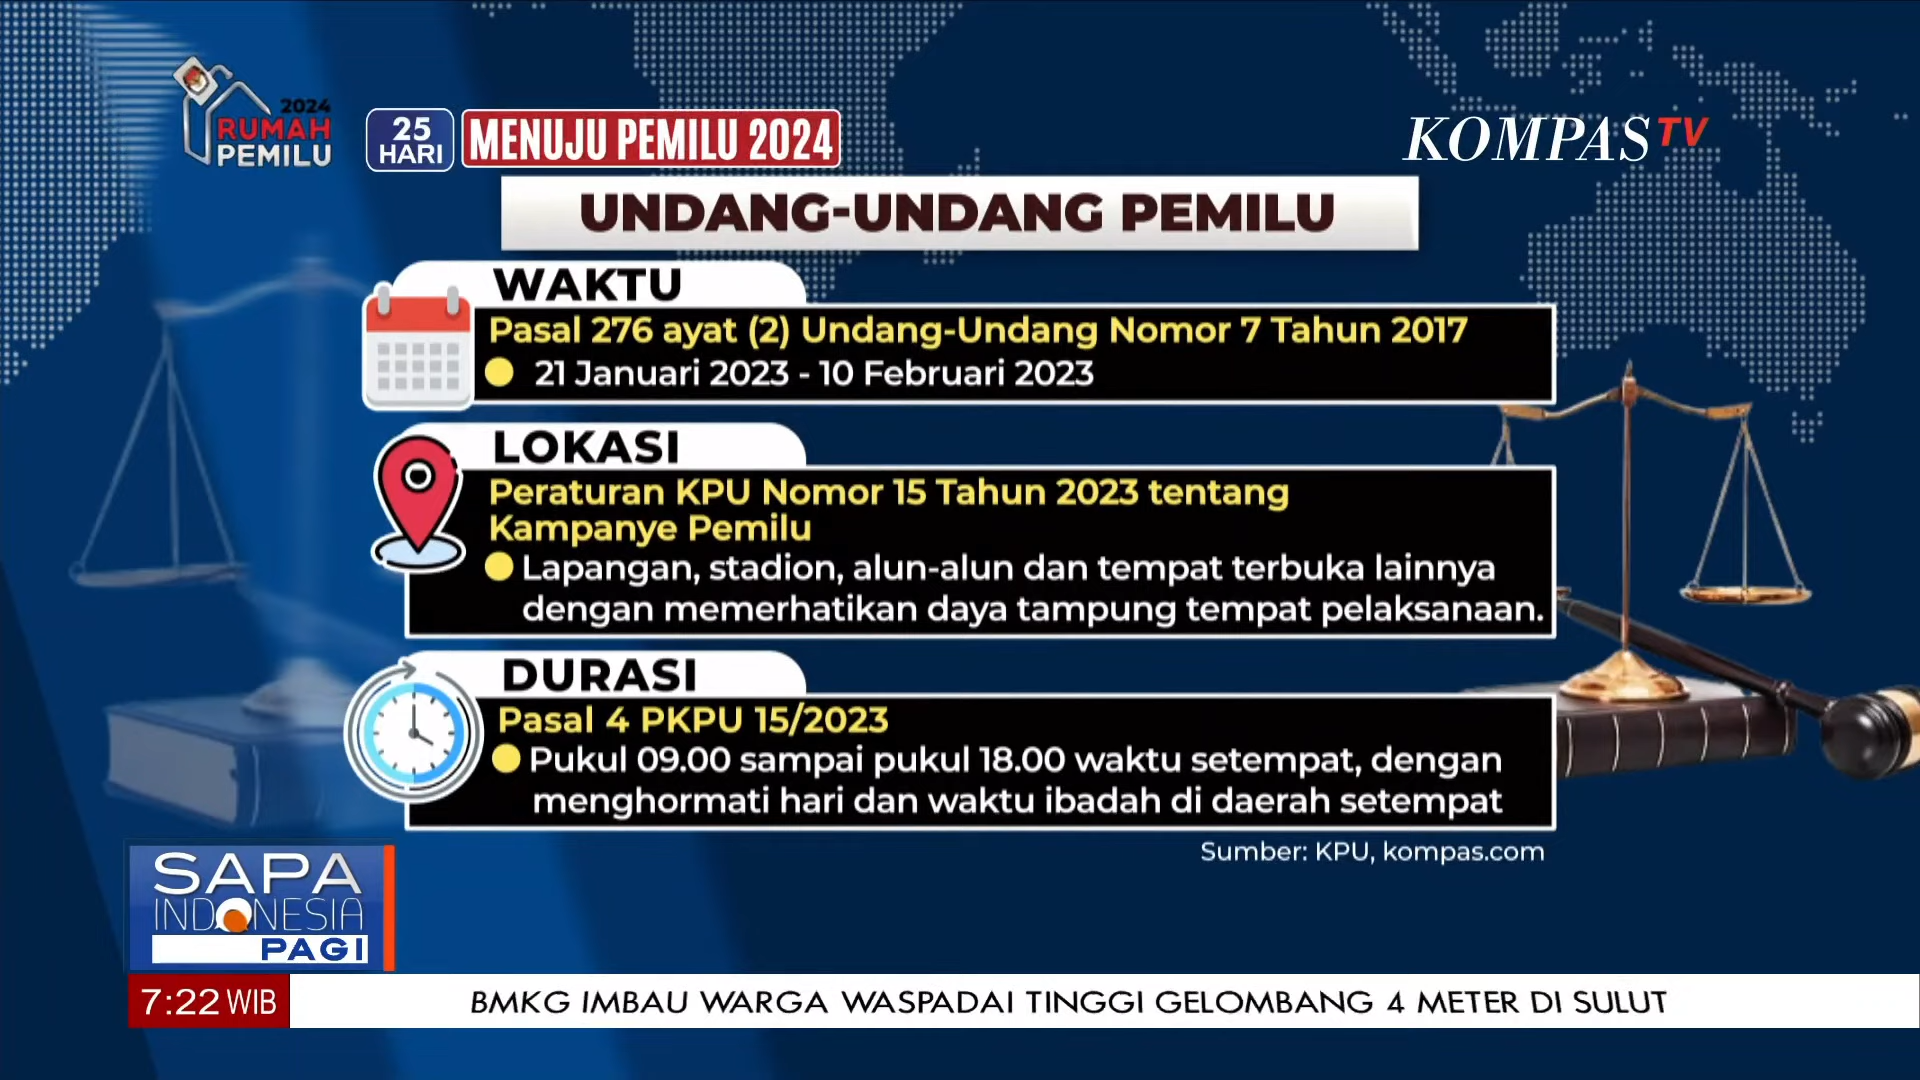 2024
RUMAH
PEMILU
25
HARI
MENUJU PEMILU 2024
KOMPAS TV
UNDANG-UNDANG PEMILU
WAKTU
Pasal 276 ayat (2) Undang-Undang Nomor 7 Tahun 2017
21 Januari 2023 - 10 Februari 2023
LOKASI
Peraturan KPU Nomor 15 Tahun 2023 tentang
Kampanye Pemilu
Lapangan, stadion, alun-alun dan tempat terbuka lainnya
dengan memerhatikan daya tampung tempat pelaksanaan.
DURASI
Pasal 4 PKPU 15/2023
Pukul 09.00 sampai pukul 18.00 waktu setempat, dengan
menghormati hari dan waktu ibadah di daerah setempat
Sumber: KPU, kompas.com
SAPA
INDONESIA
PAGI
7:22 WIB
BMKG IMBAU WARGA WASPADAI TINGGI GELOMBANG 4 METER DI SULUT